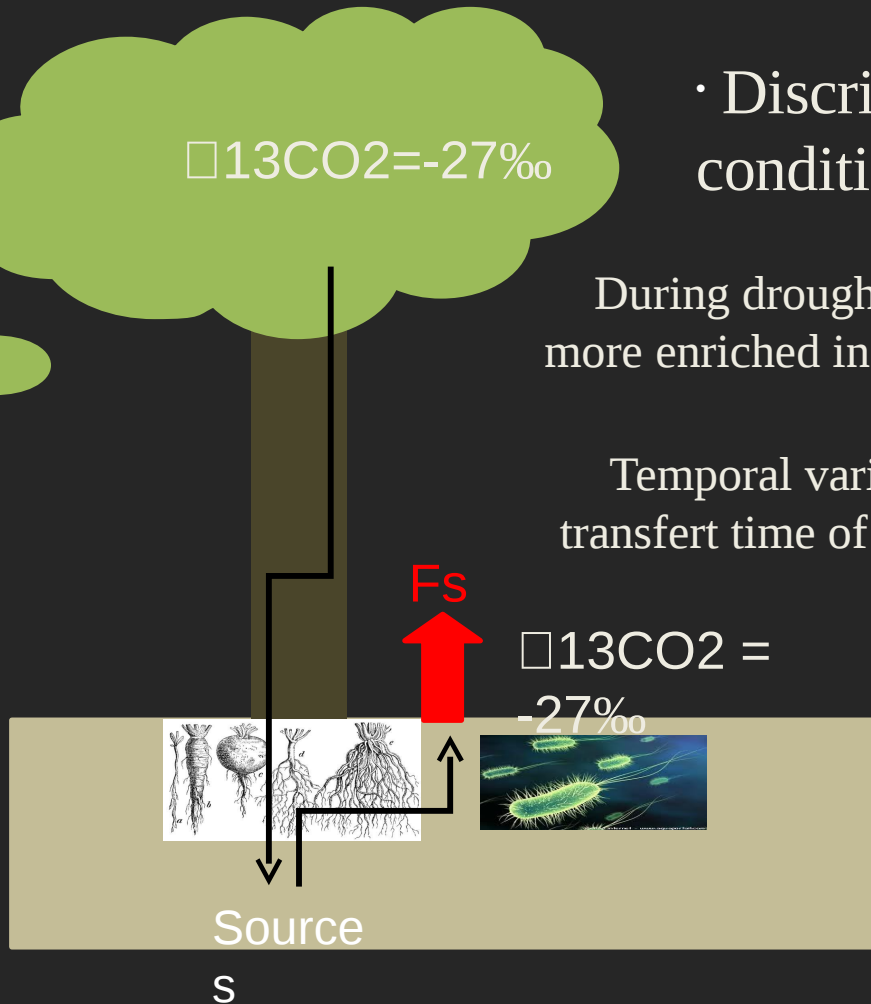 · Discri
conditi
□13CO2=-27‰
During drough
more enriched in
Temporal vari
transfert time of
Fs
□13CO2 =
-27‰
Source
s